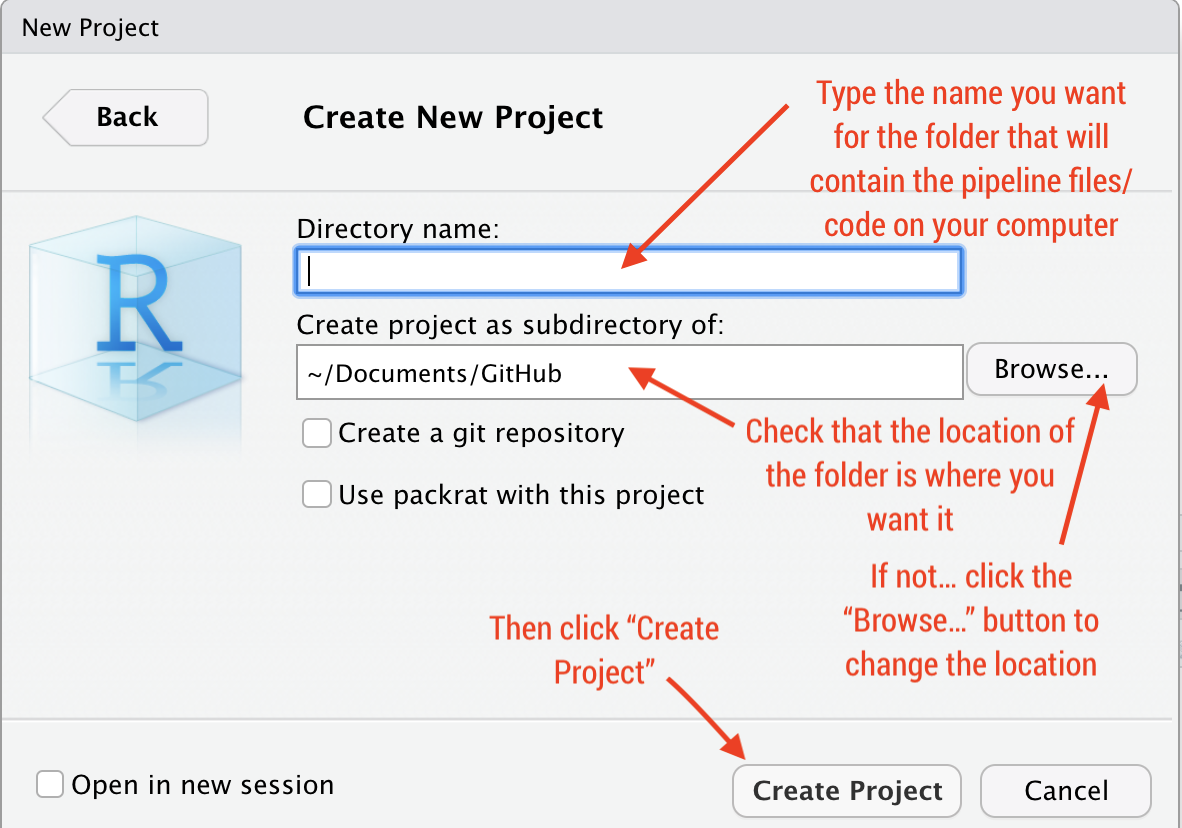 New Project
Back
Create New Project
Type the name you want
for the folder that will
contain the pipeline files/
code on your computer
R
Directory name:
Create project as subdirectory of:
~/Documents/GitHub
Browse...
Create a git repository
Use packrat with this project
Check that the location of
the folder is where you
want it
If not... click the
“Browse...” button to
change the location
Then click “Create
Project”
Open in new session
Create Project
Cancel